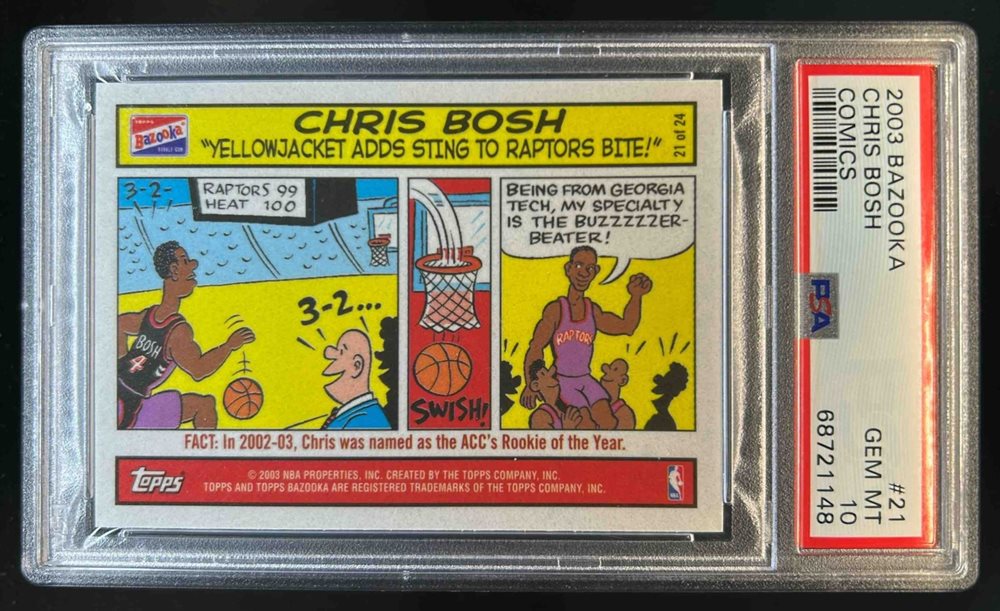 TOPPS
Bazooka
BUBBLE GUM
CHRIS BOSH
"YELLOWJACKET ADDS STING TO RAPTORS BITE!"
21 of 24
3-2-
RAPTORS 99
HEAT 100
BOSH
4
3-2...
SWISH!
BEING FROM GEORGIA
TECH, MY SPECIALTY
IS THE BUZZZZZER-
BEATER!
RAPTORS
FACT: In 2002-03, Chris was named as the ACC's Rookie of the Year.
topps
© 2003 NBA PROPERTIES, INC. CREATED BY THE TOPPS COMPANY, INC.
TOPPS AND TOPPS BAZOOKA ARE REGISTERED TRADEMARKS OF THE TOPPS COMPANY, INC.
NBA
2003 BAZOOKA #21
CHRIS BOSH GEM MT
COMICS 10
PSA 68721148